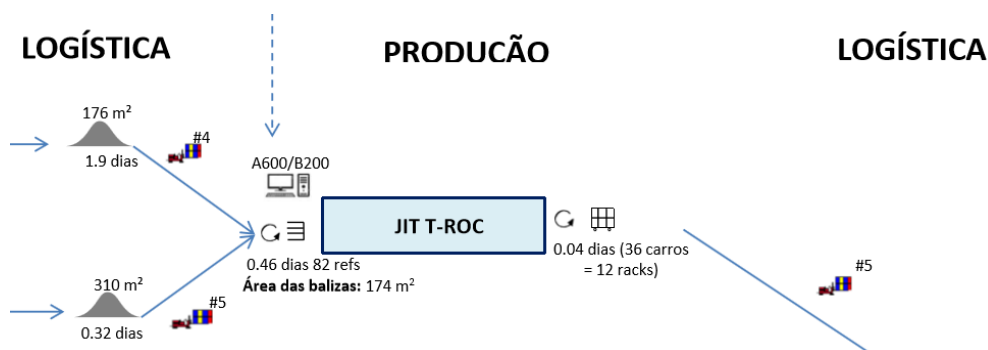 LOGÍSTICA
PRODUCÃO
LOGÍSTICA
176 m²
1.9 dias
#4
A600/B200
JIT T-ROC
0.46 dias 82 refs
Área das balizas: 174 m²
0.04 dias (36 carros
= 12 racks)
310 m²
0.32 dias
#5
#5